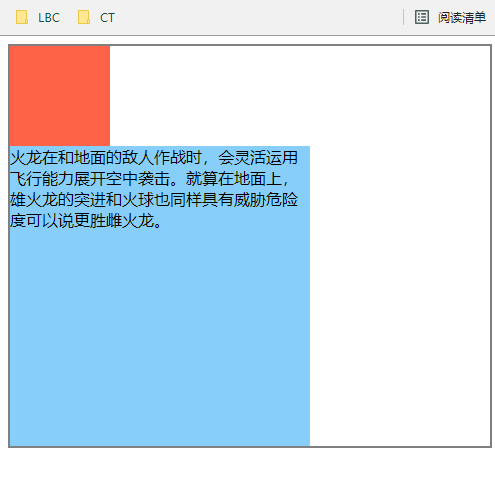 LBC CT 阅读清单
火龙在和地面的敌人作战时，会灵活运用
飞行能力展开空中袭击。就算在地面上，
雄火龙的突进和火球也同样具有威胁危险
度可以说更胜雌火龙。